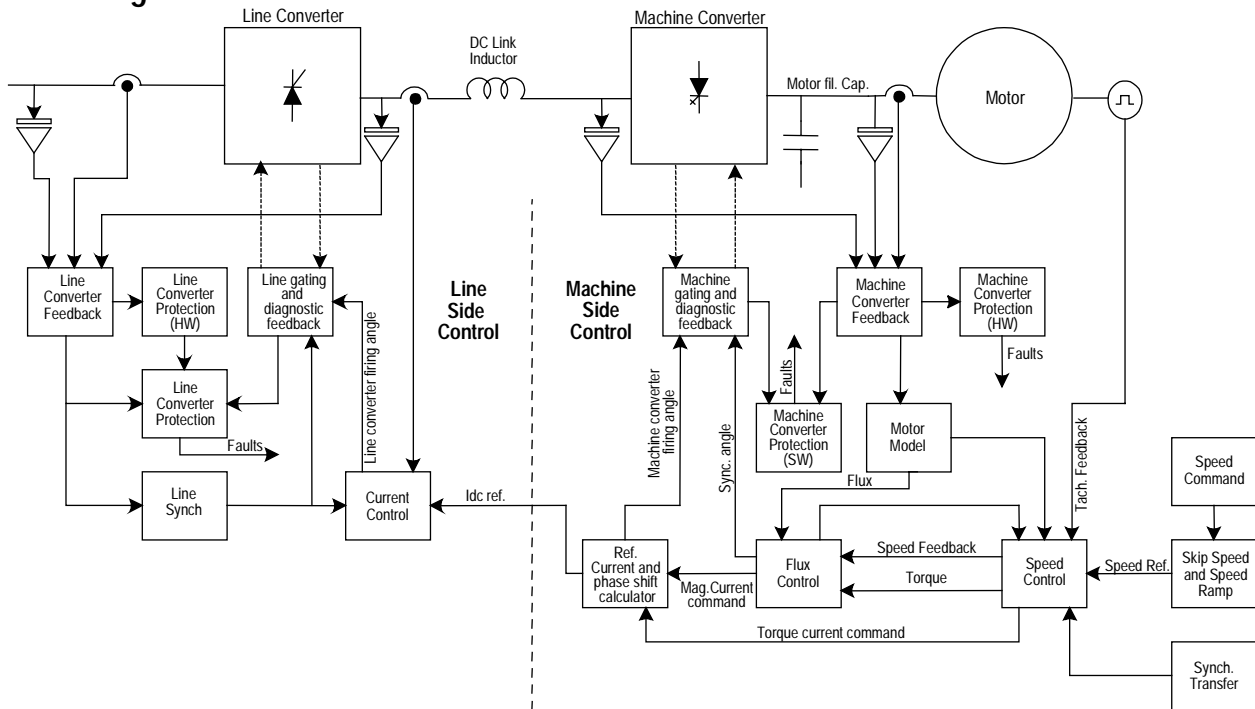 Line Converter
Machine Converter
DC Link
Inductor
Motor fil. Cap.
Motor
Line
Converter
Feedback
Line
Converter
Protection
(HW)
Line gating
and
diagnostic
feedback
Line
Side
Control
Machine
Side
Control
Machine
gating and
diagnostic
feedback
Machine
Converter
Feedback
Machine
Converter
Protection
(HW)
Faults
Line
Converter
Protection
Faults
Line converter firing angle
Machine converter
firing angle
Sync. angle
Faults
Machine
Converter
Protection
(SW)
Motor
Model
Tach. Feedback
Speed
Command
Line
Synch
Current
Control
Idc ref.
Flux
Ref.
Current and
phase shift
calculator
Mag.Current
command
Flux
Control
Speed Feedback
Torque
Speed
Control
Speed Ref.
Skip Speed
and Speed
Ramp
Torque current command
Synch.
Transfer